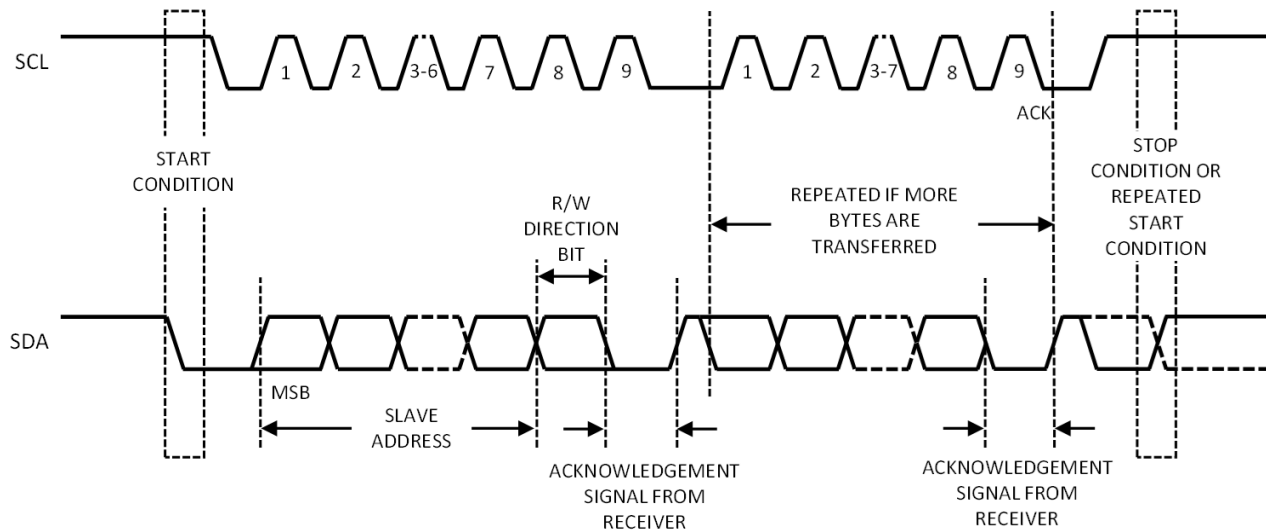 SCL
1
2
3-6
7
8
9
1
2
3-7
8
9
ACK
START
CONDITION
STOP
CONDITION OR
REPEATED
START
CONDITION
R/W
DIRECTION
BIT
REPEATED IF MORE
BYTES ARE
TRANSFERRED
SDA
MSB
SLAVE
ADDRESS
ACKNOWLEDGEMENT
SIGNAL FROM
RECEIVER
ACKNOWLEDGEMENT
SIGNAL FROM
RECEIVER